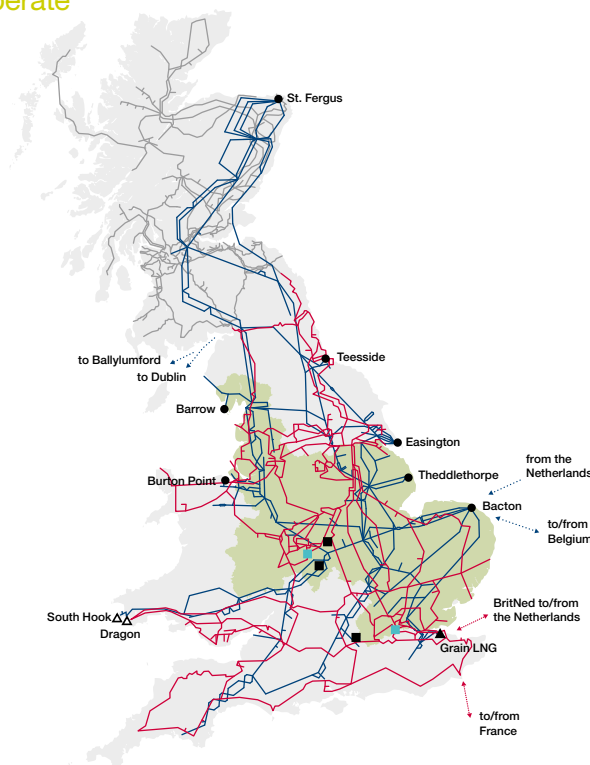 St. Fergus
Teesside
to Ballylumford
to Dublin
Barrow
Easington
from the
Netherlands
Theddlethorpe
Burton Point
Bacton
to/from
Belgium
BritNed to/from
the Netherlands
South Hook
Dragon
Grain LNG
to/from
France